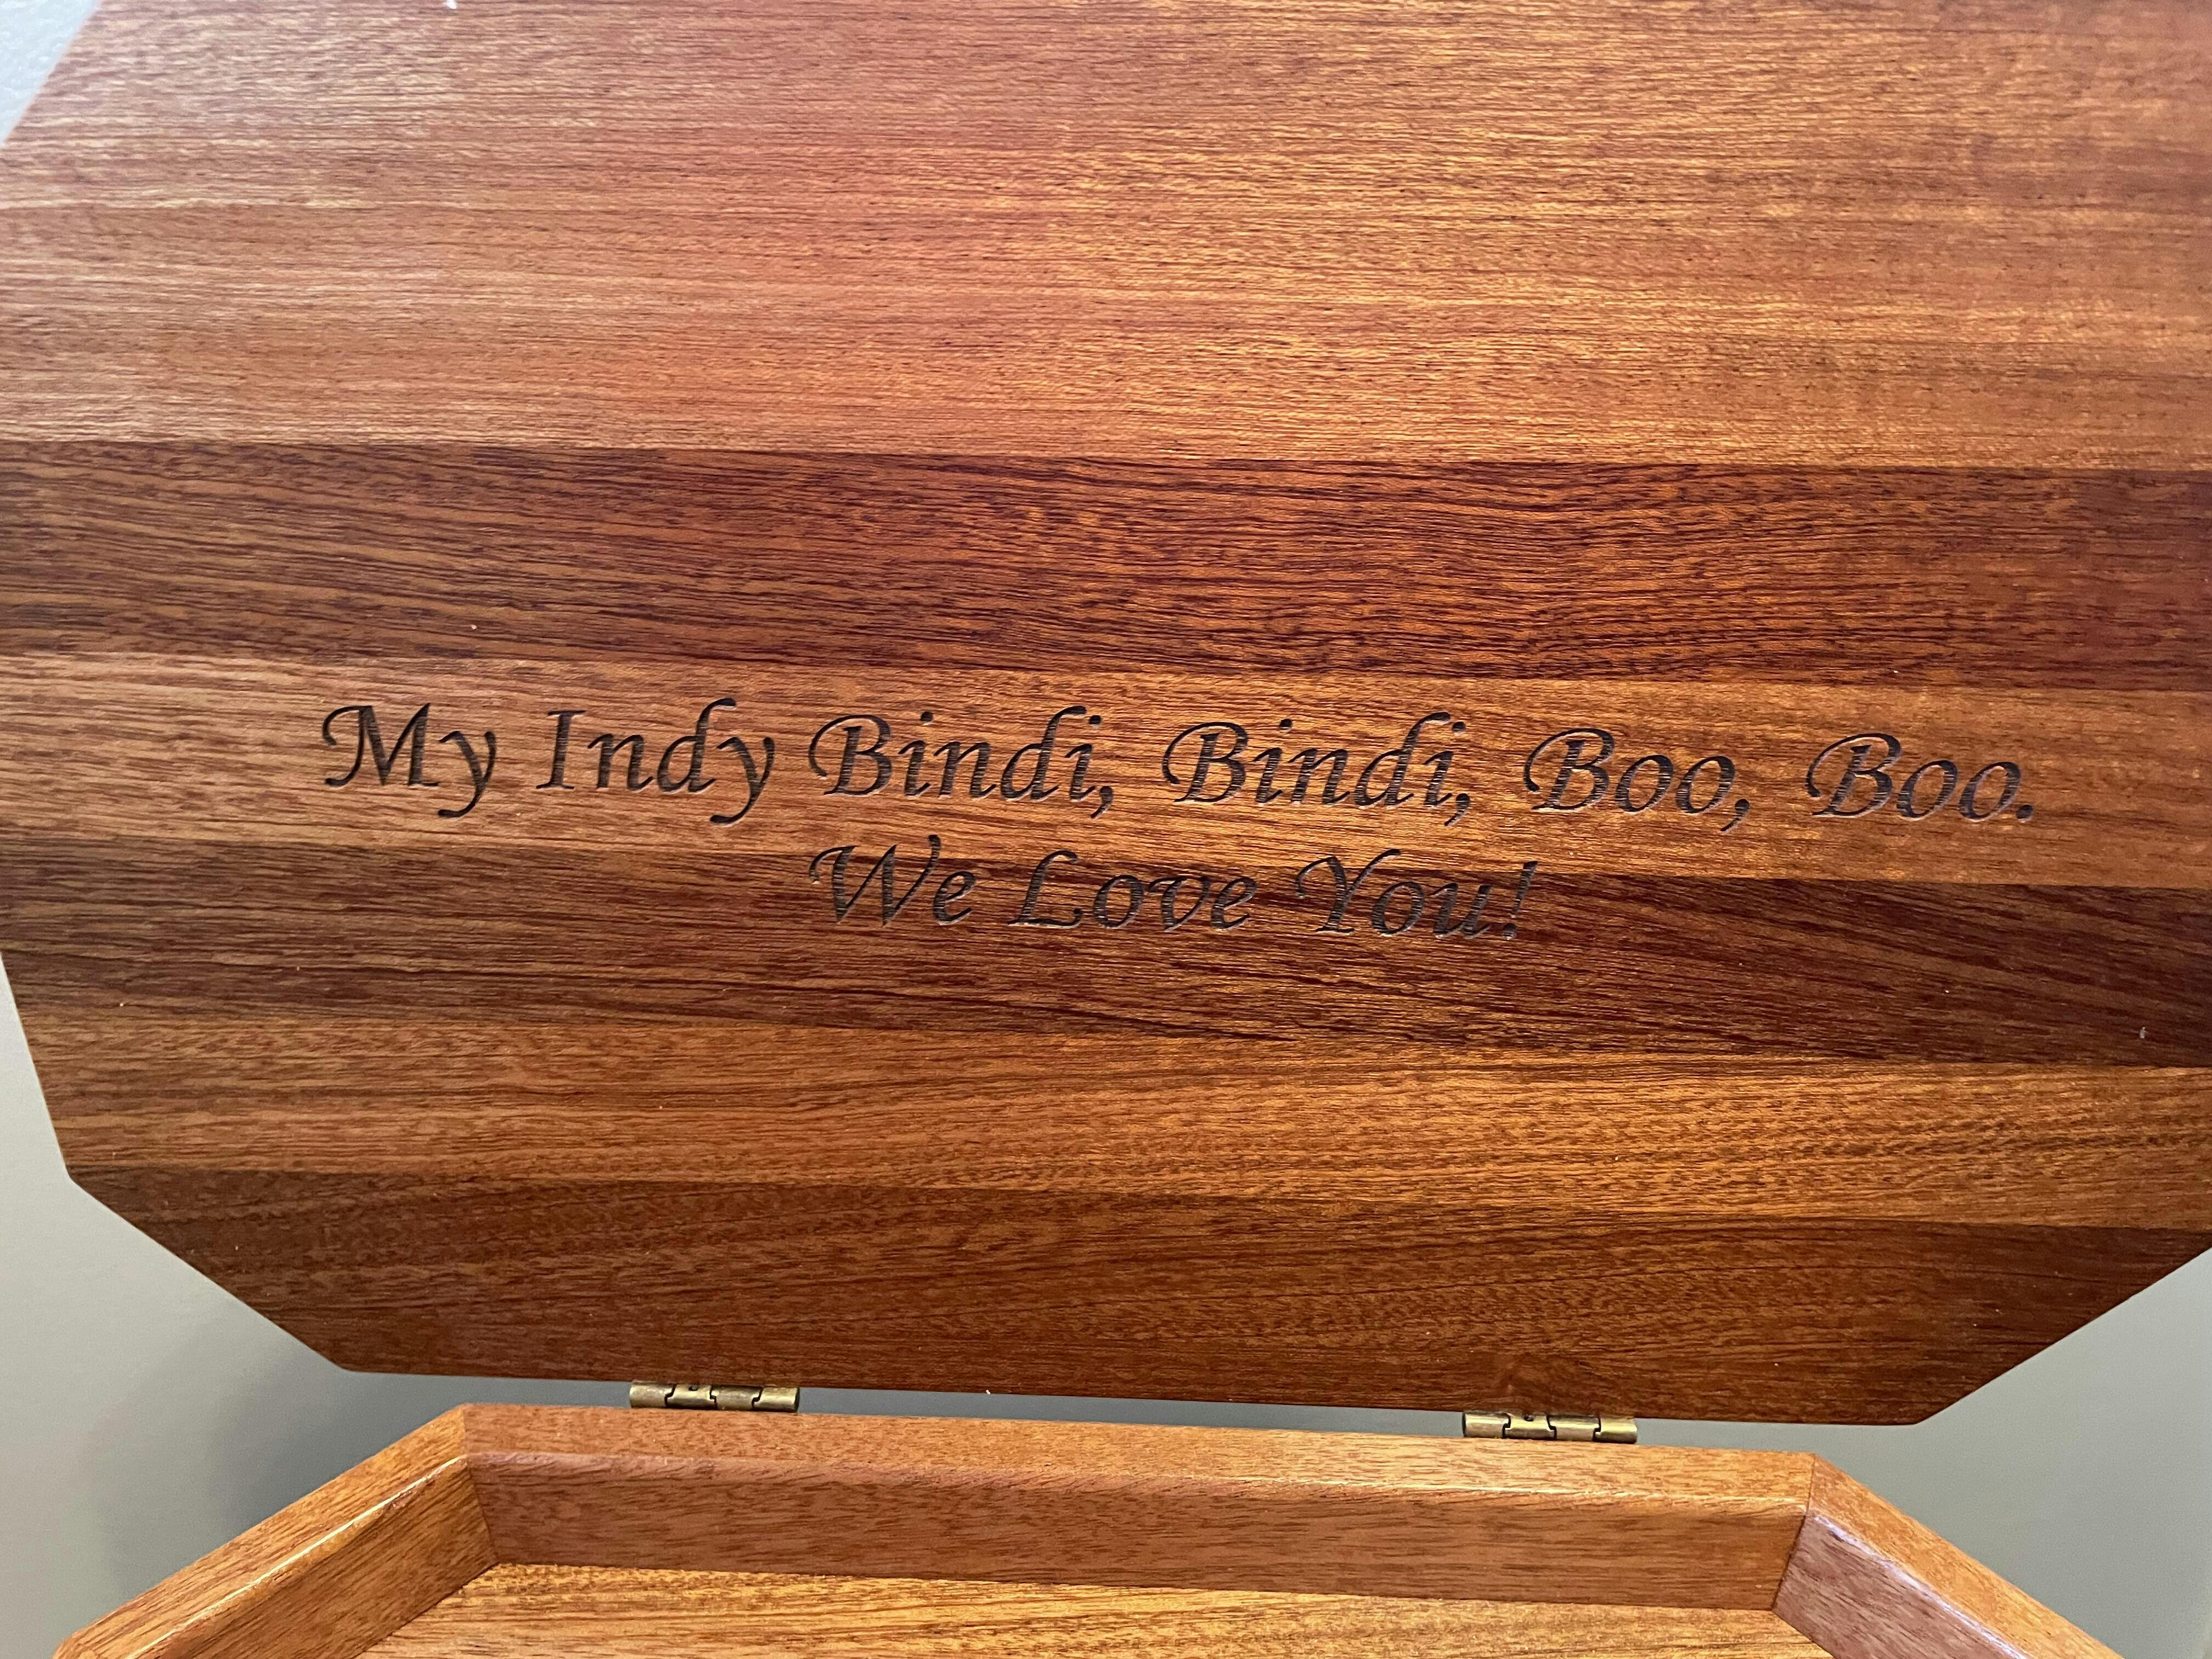 My Indy Bindi, Bindi, Boo, Boo.
We Love You!